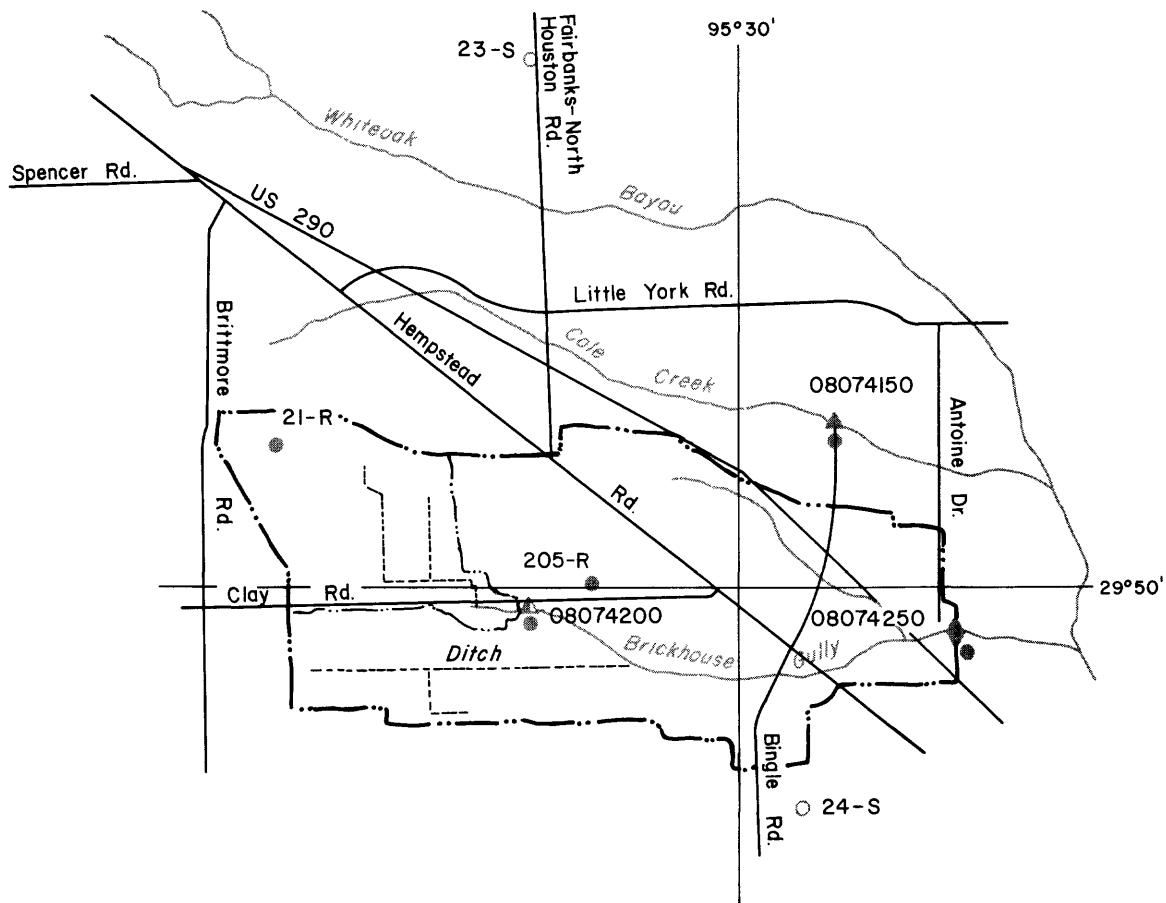 95°30'
23-S
Fairbanks-North
Houston Rd.
Whiteoak
Bayou
Spencer Rd.
US 290
Little York Rd.
Brittmore
Rd.
Hempstead
Rd.
Cole
Creek
08074150
Antoine Dr.
21-R
205-R
29°50'
Clay Rd.
08074200
08074250
Ditch
Brickhouse
Gully
Bingle
Rd.
24-S